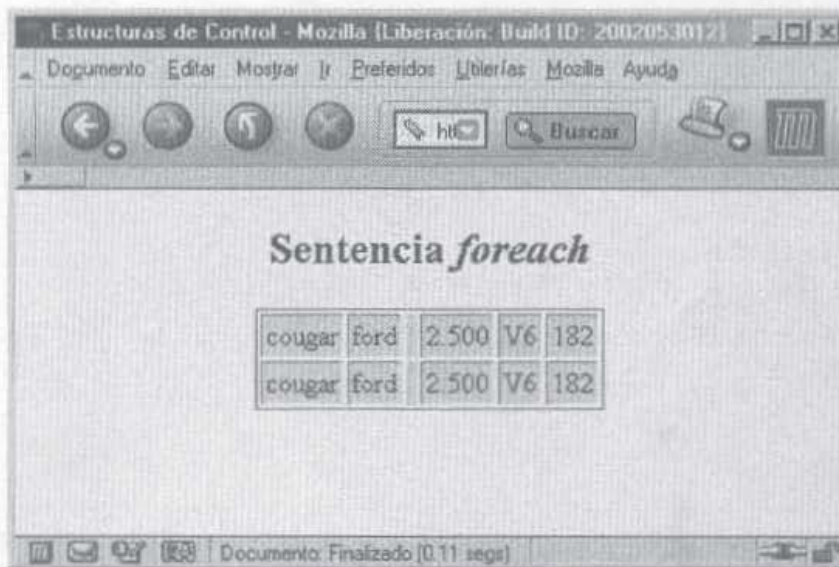 Estructuras de Control - Mozilla {Liberación: Build ID: 2002053012}
Documento Editar Mostrar Ir Preferidos Utilerías Mozilla Ayuda
htt Buscar
Sentencia foreach
cougar ford 2.500 V6 182
cougar ford 2.500 V6 182
Documento: Finalizado (0.11 segs)